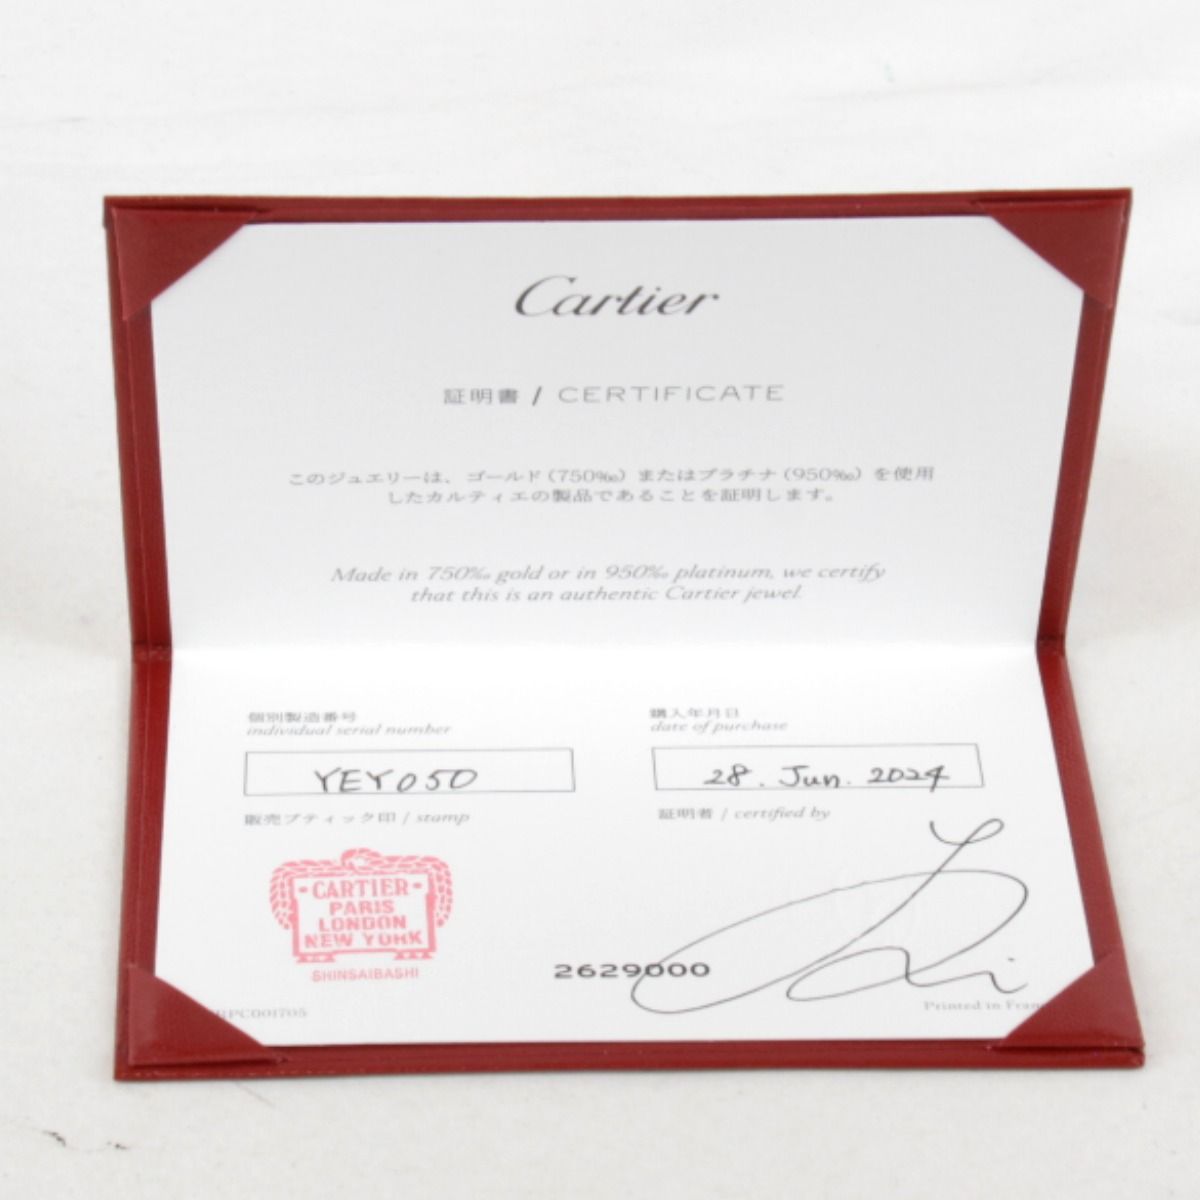 Cartier
証明書 / CERTIFICATE
このジュエリーは、ゴールド(750‰)またはプラチナ(950‰)を使用
したカルティエの製品であることを証明します。
Made in 750‰ gold or in 950‰ platinum, we certify
that this is an authentic Cartier jewel.
個別製造番号
individual serial number
YEY050
購入年月日
date of purchase
28. Jun. 2024
販売ブティック印 / stamp
証明者 / certified by
CARTIER
PARIS
LONDON
NEW YORK
SHINSAIBASHI
2629000
Printed in Fran